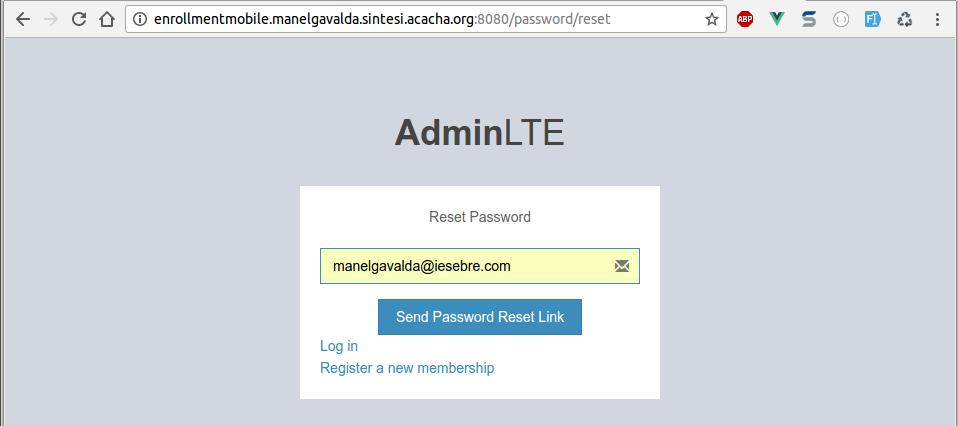 enrollmentmobile.manelgavalda.sintesi.acacha.org:8080/password/reset
ABP
AdminLTE
Reset Password
manelgavalda@iesebre.com
Send Password Reset Link
Log in
Register a new membership